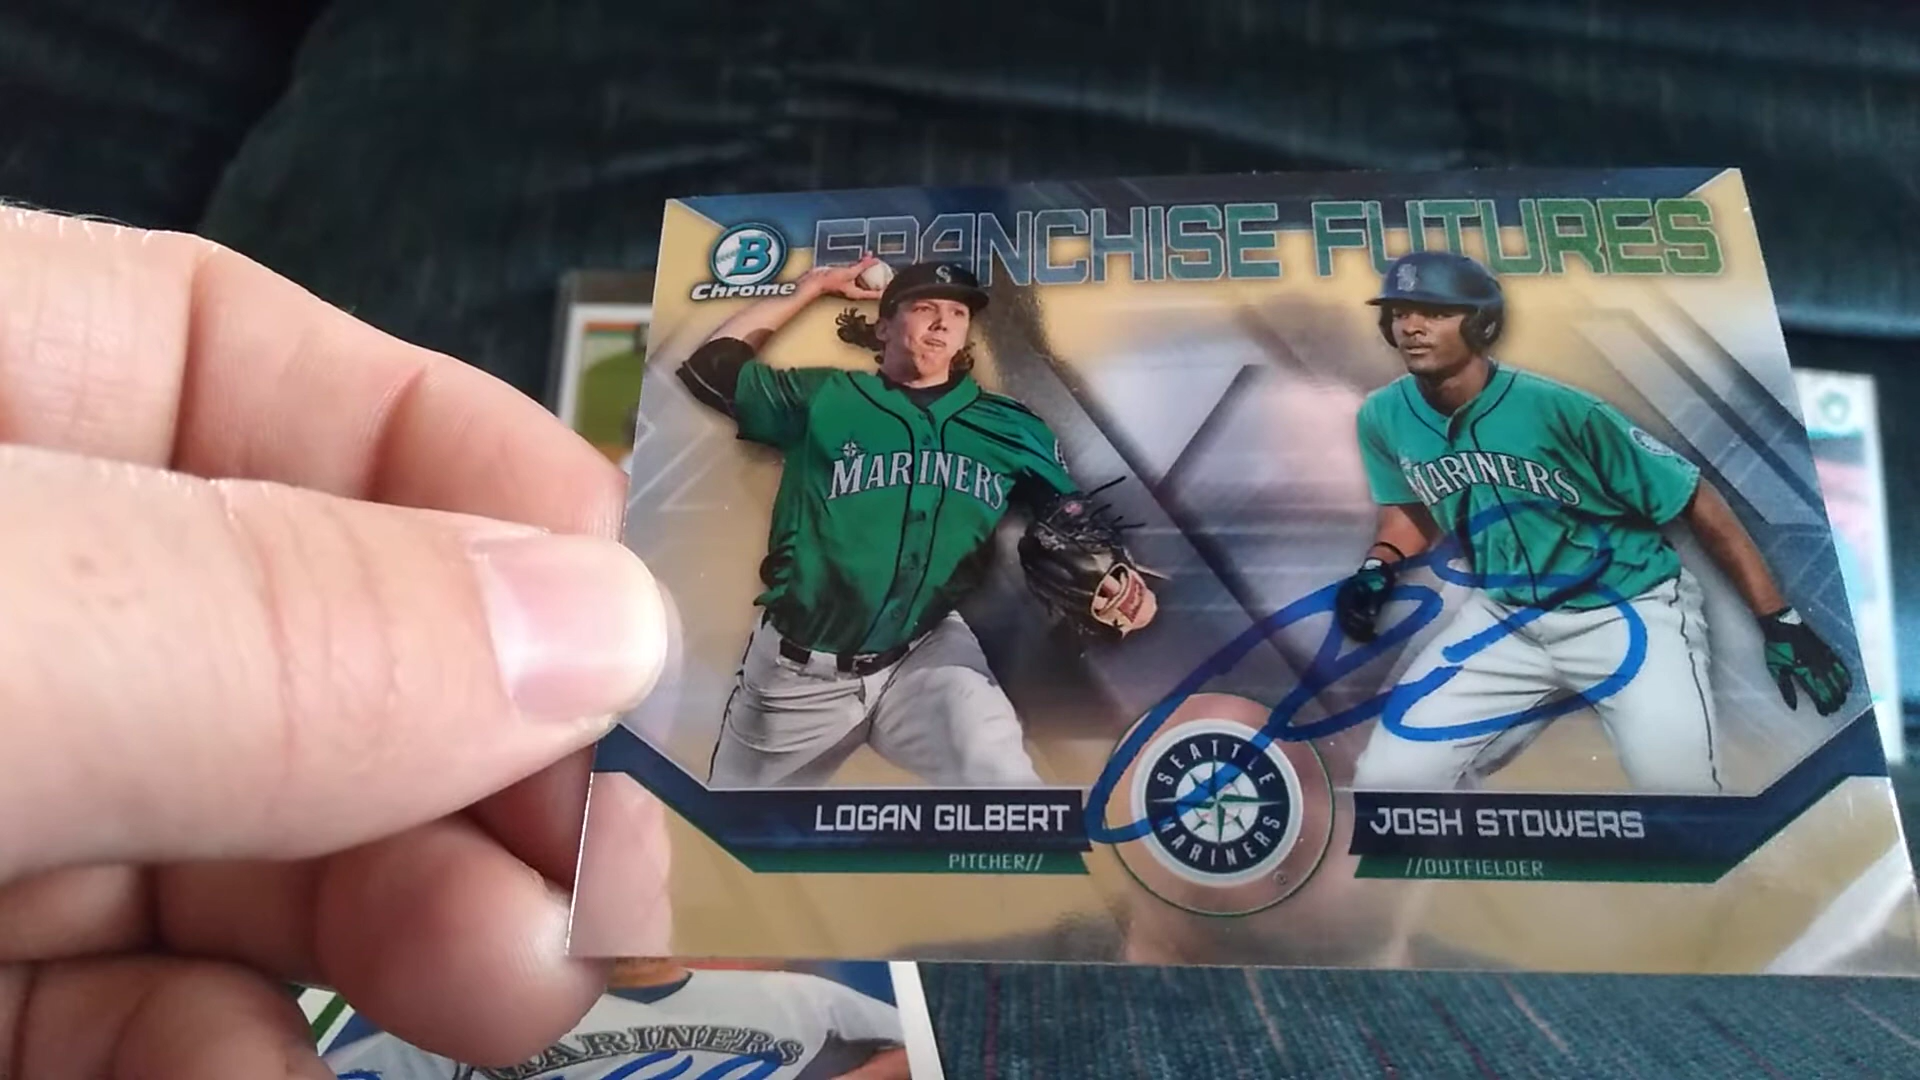 B
Chrome
FRANCHISE FUTURES
S
MARINERS
MARINERS
LOGAN GILBERT
PITCHER//
SEATTLE
MARINERS
©
JOSH STOWERS
//OUTFIELDER
MARINERS